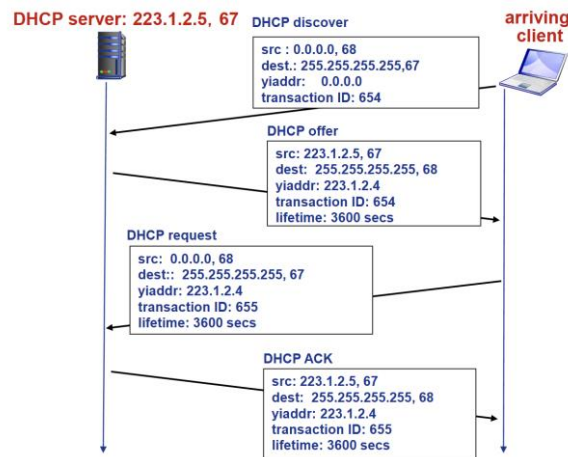 DHCP server: 223.1.2.5, 67
arriving
client
DHCP discover
src : 0.0.0.0, 68
dest.: 255.255.255.255,67
yiaddr: 0.0.0.0
transaction ID: 654
DHCP offer
src: 223.1.2.5, 67
dest: 255.255.255.255, 68
yiaddr: 223.1.2.4
transaction ID: 654
lifetime: 3600 secs
DHCP request
src: 0.0.0.0, 68
dest:: 255.255.255.255, 67
yiaddr: 223.1.2.4
transaction ID: 655
lifetime: 3600 secs
DHCP ACK
src: 223.1.2.5, 67
dest: 255.255.255.255, 68
yiaddr: 223.1.2.4
transaction ID: 655
lifetime: 3600 secs